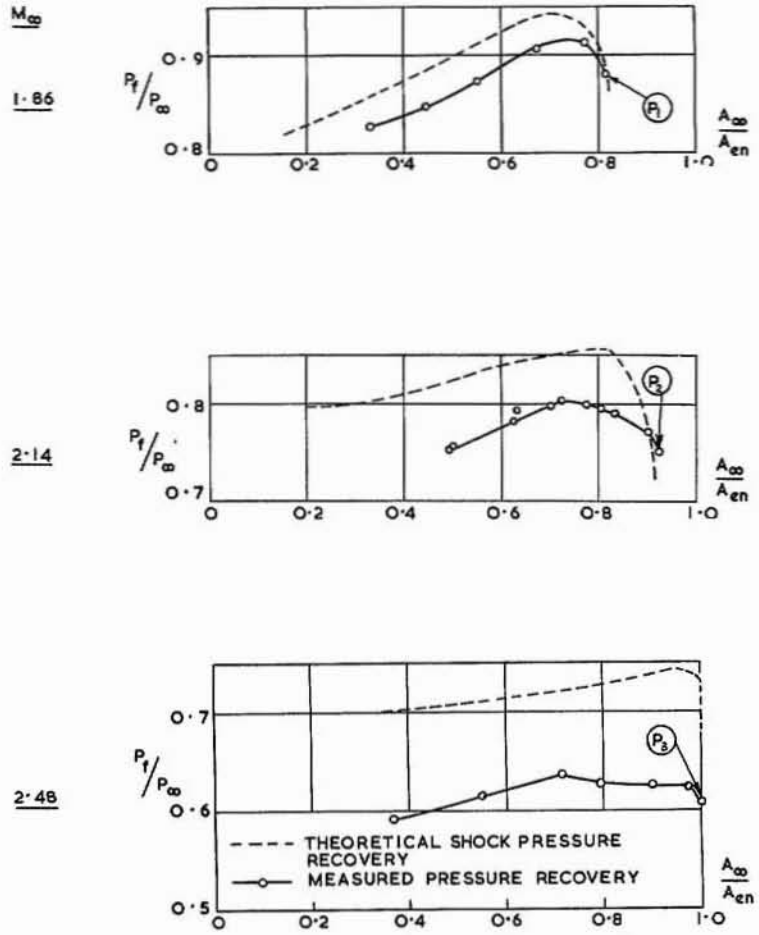 M∞
1·86
Pf/P∞
0·9
0·8
P1
A∞
Aen
0 0·2 0·4 0·6 0·8 1·0
2·14
Pf/P∞
0·8
0·7
P2
A∞
Aen
0 0·2 0·4 0·6 0·8 1·0
2·48
Pf/P∞
0·7
0·6
0·5
P3
THEORETICAL SHOCK PRESSURE
RECOVERY
MEASURED PRESSURE RECOVERY
A∞
Aen
0 0·2 0·4 0·6 0·8 1·0